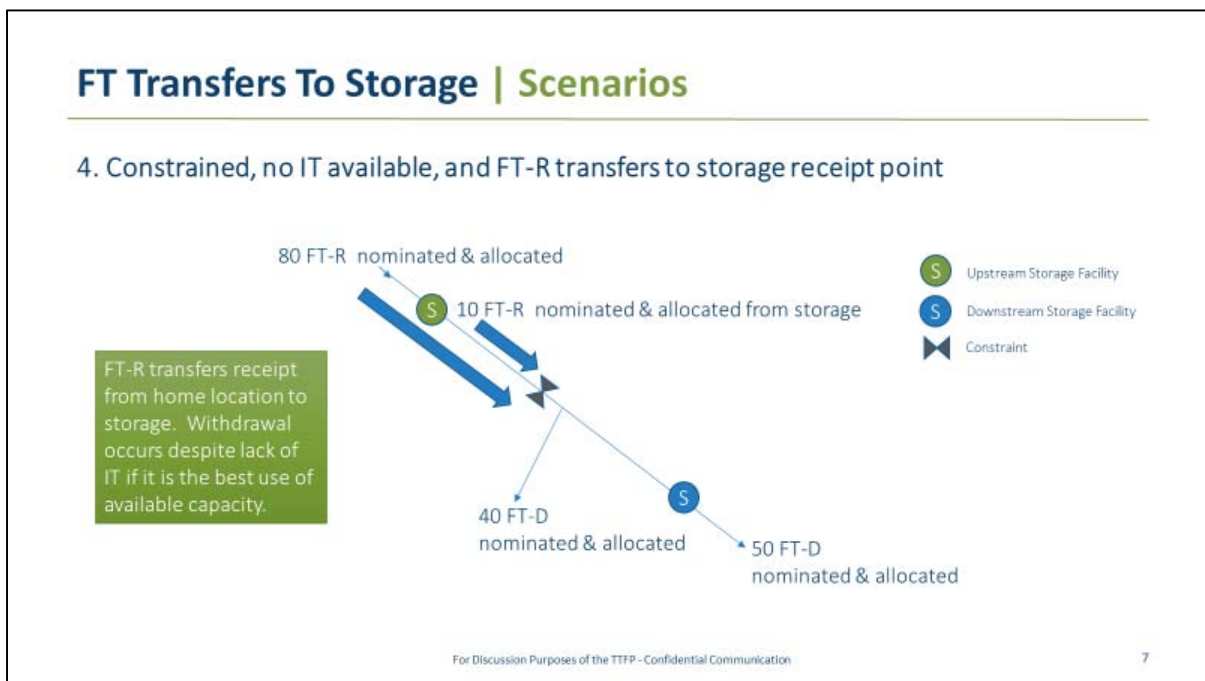 FT Transfers To Storage | Scenarios
4. Constrained, no IT available, and FT-R transfers to storage receipt point
80 FT-R nominated & allocated
S
Upstream Storage Facility
S 10 FT-R nominated & allocated from storage
S
Downstream Storage Facility
Constraint
FT-R transfers receipt
from home location to
storage. Withdrawal
occurs despite lack of
IT if it is the best use of
available capacity.
S
40 FT-D
nominated & allocated
50 FT-D
nominated & allocated
For Discussion Purposes of the TTFP - Confidential Communication
7